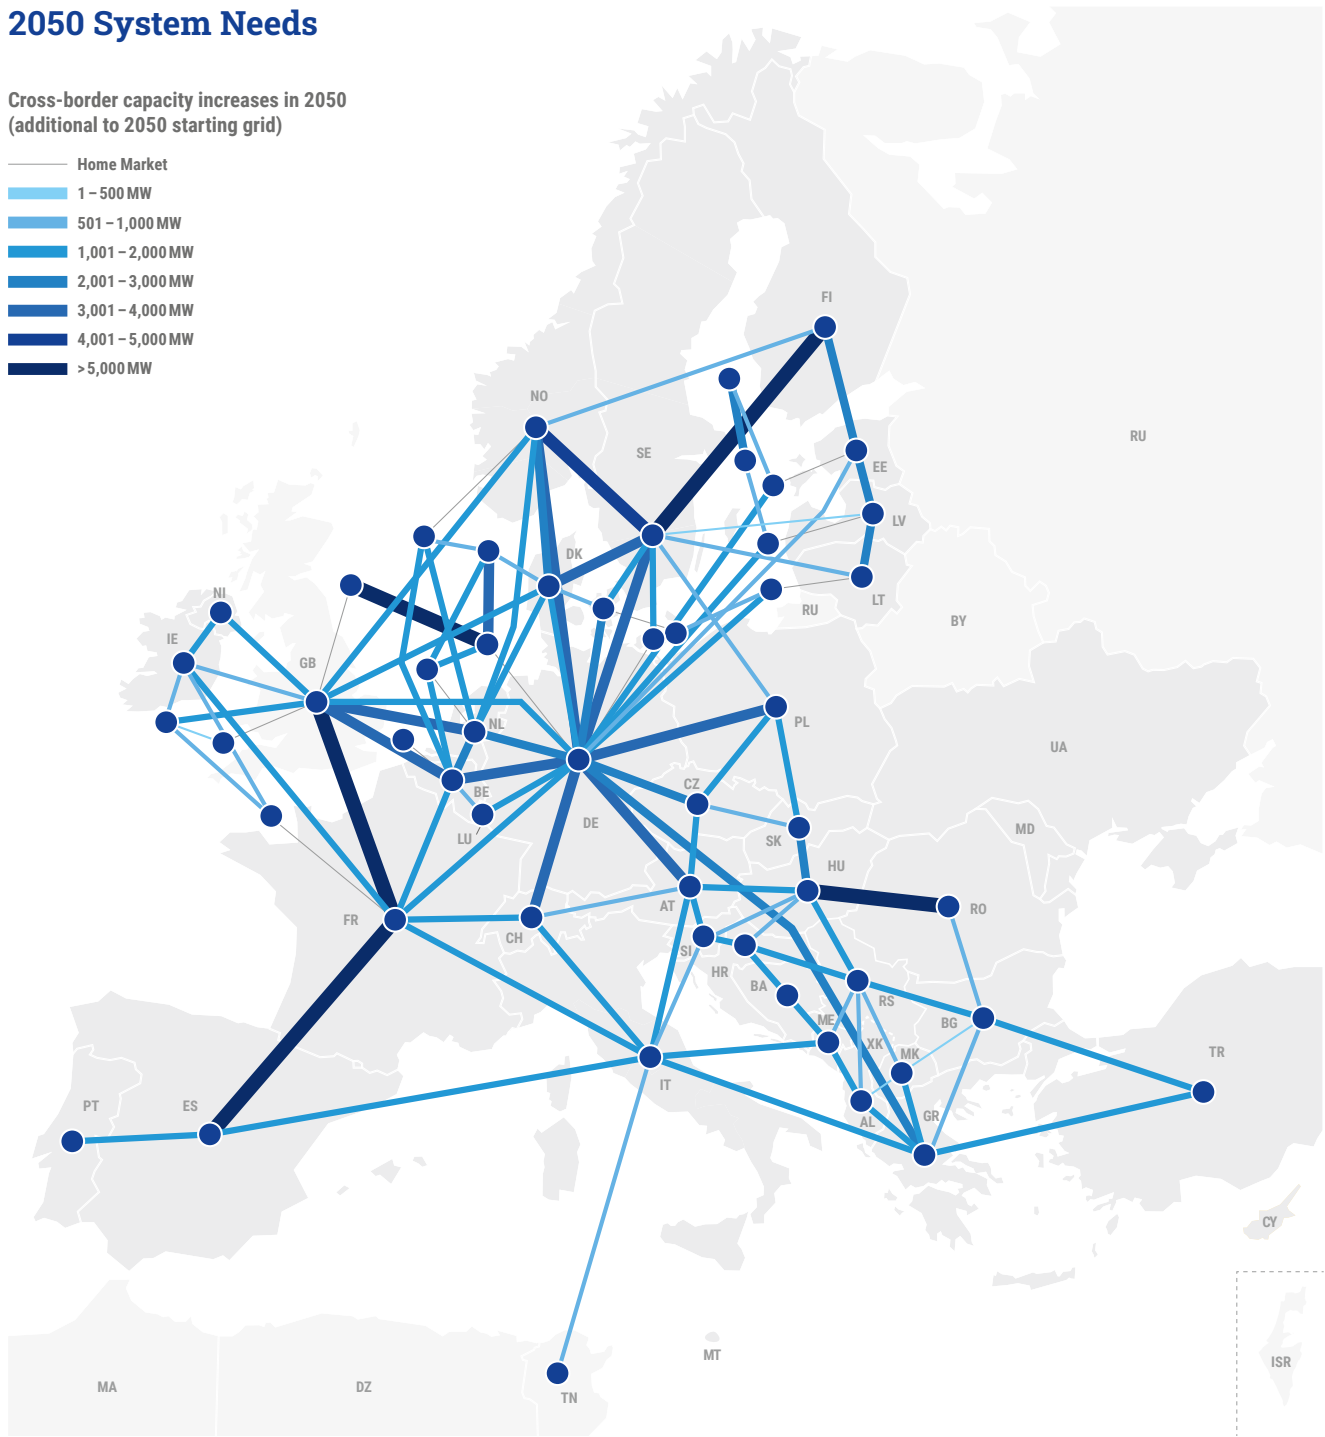 2050 System Needs
Cross-border capacity increases in 2050
(additional to 2050 starting grid)
Home Market
1 – 500 MW
501 – 1,000 MW
1,001 – 2,000 MW
2,001 – 3,000 MW
3,001 – 4,000 MW
4,001 – 5,000 MW
> 5,000 MW
FI
NO
RU
SE
EE
LV
DK
NI
LT
RU
BY
IE
GB
PL
NL
UA
CZ
BE
DE
MD
LU
SK
HU
AT
RO
FR
CH
SI
HR
BA
RS
ME
BG
XK
MK
TR
IT
PT
ES
AL
GR
CY
MT
ISR
MA
DZ
TN